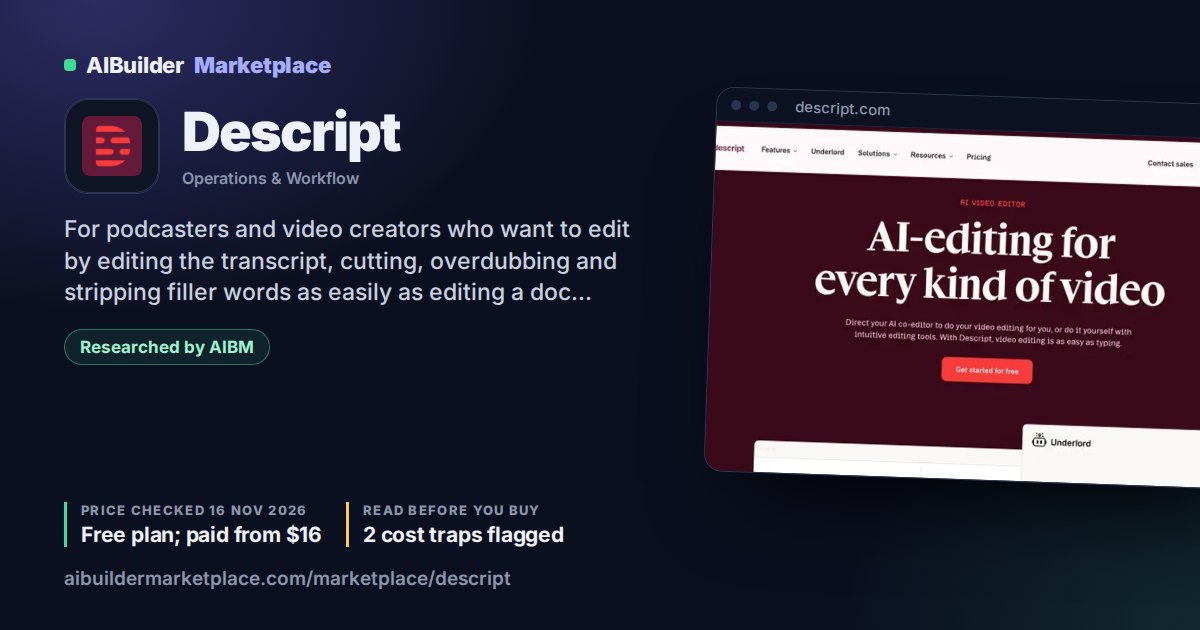 AIBuilder Marketplace
Descript
Operations & Workflow
For podcasters and video creators who want to edit
by editing the transcript, cutting, overdubbing and
stripping filler words as easily as editing a doc...
Researched by AIBM
PRICE CHECKED 16 NOV 2026
Free plan; paid from $16
READ BEFORE YOU BUY
2 cost traps flagged
aibuildermarketplace.com/marketplace/descript
descript.com
descript Features Underlord Solutions Resources Pricing Contact sales
AI VIDEO EDITOR
AI-editing for
every kind of video
Direct your AI co-editor to do your video editing for you, or do it yourself with
intuitive editing tools. With Descript, video editing is as easy as typing.
Get started for free
Underlord